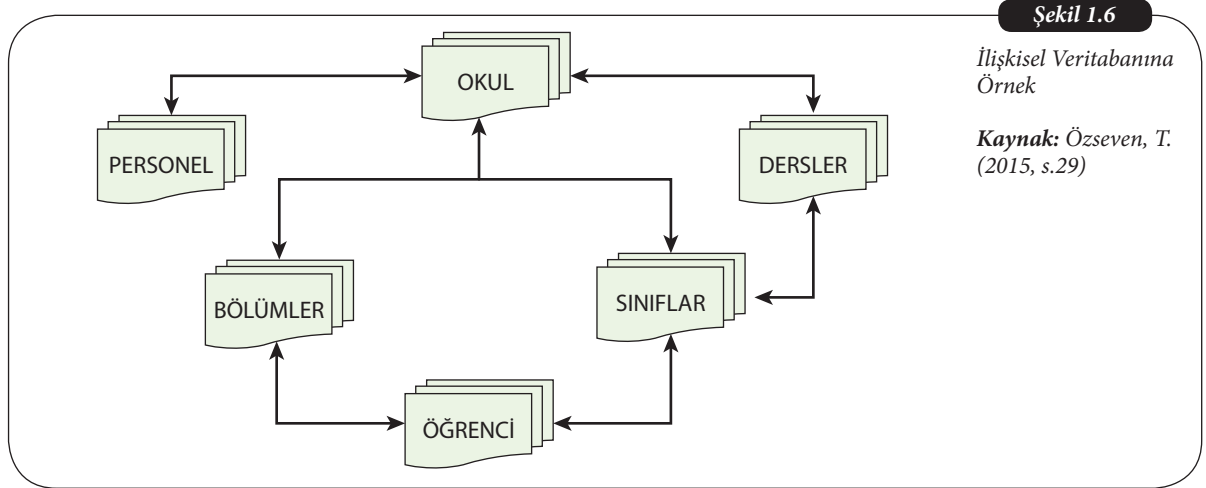 Şekil 1.6
İlişkisel Veritabanına
Örnek
Kaynak: Özseven, T.
(2015, s.29)
OKUL
PERSONEL
DERSLER
BÖLÜMLER
SINIFLAR
ÖĞRENCİ